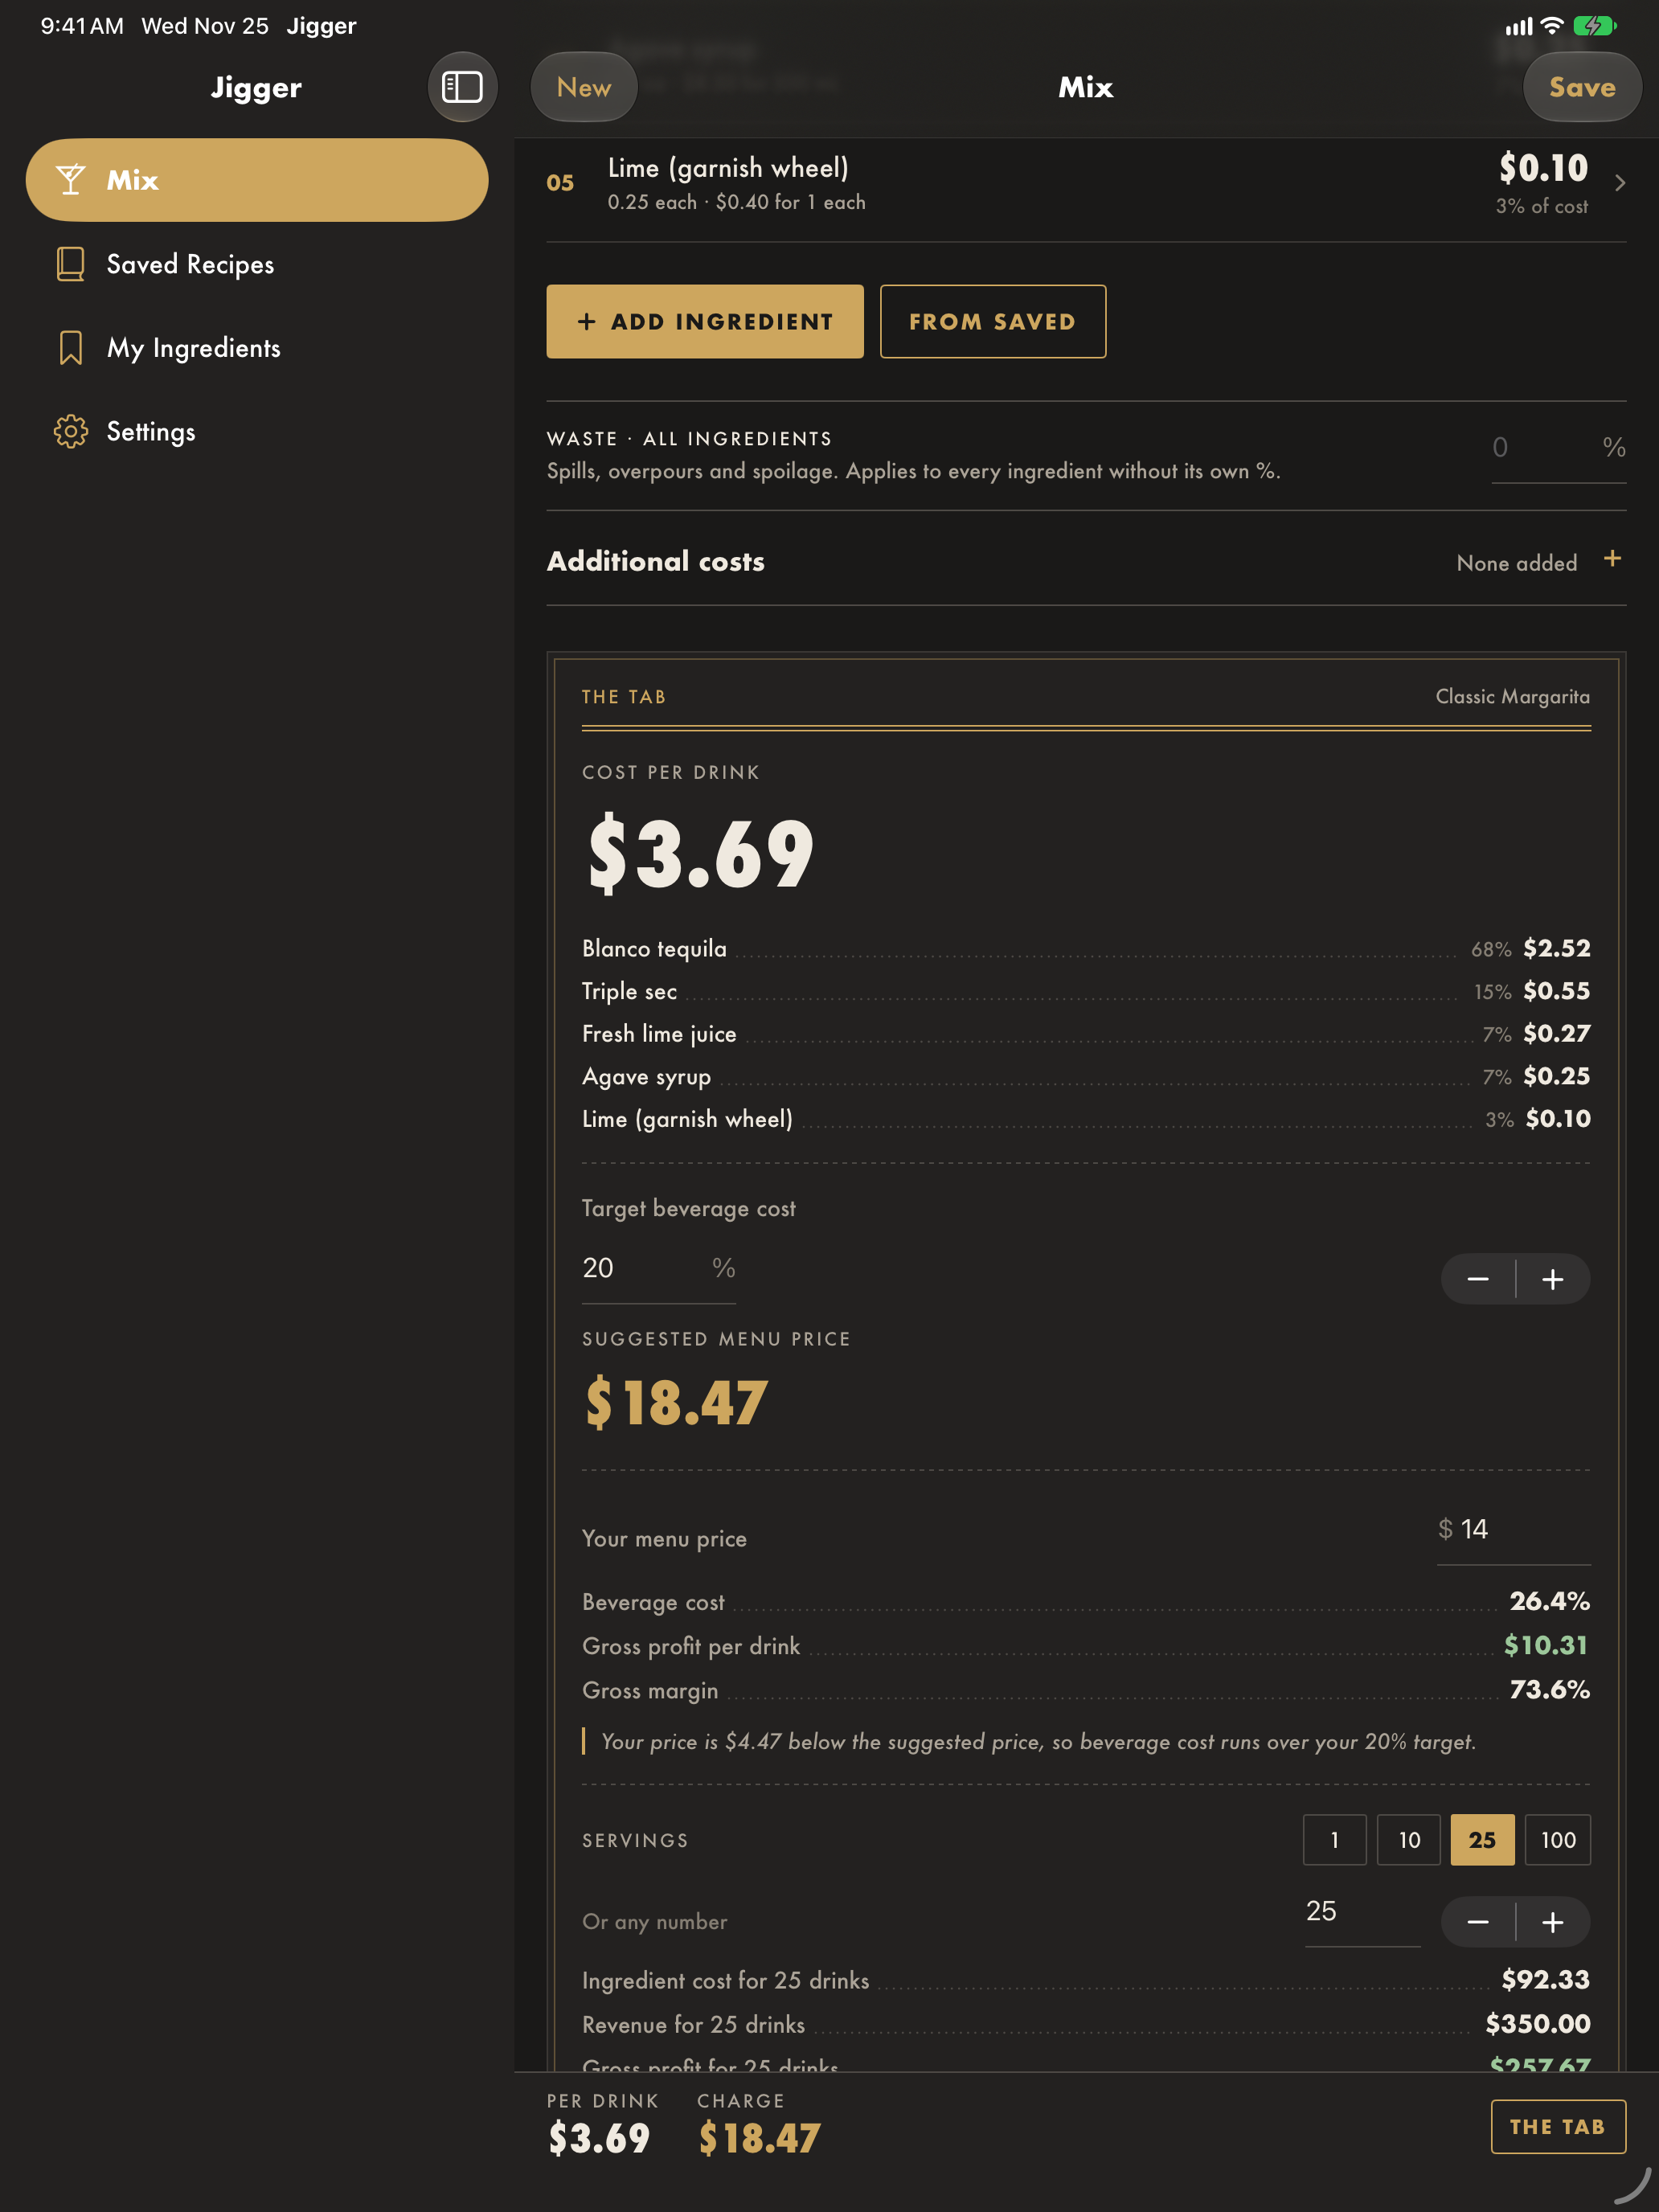 9:41 AM Wed Nov 25 Jigger
Jigger
New
Mix
Save
Mix
Saved Recipes
My Ingredients
Settings
05
Lime (garnish wheel)
$0.10
0.25 each · $0.40 for 1 each
3% of cost
+ ADD INGREDIENT
FROM SAVED
WASTE · ALL INGREDIENTS
0 %
Spills, overpours and spoilage. Applies to every ingredient without its own %.
Additional costs
None added +
THE TAB
Classic Margarita
COST PER DRINK
$3.69
Blanco tequila 68% $2.52
Triple sec 15% $0.55
Fresh lime juice 7% $0.27
Agave syrup 7% $0.25
Lime (garnish wheel) 3% $0.10
Target beverage cost
20 %
− +
SUGGESTED MENU PRICE
$18.47
Your menu price
$ 14
Beverage cost 26.4%
Gross profit per drink $10.31
Gross margin 73.6%
Your price is $4.47 below the suggested price, so beverage cost runs over your 20% target.
SERVINGS
1 10 25 100
Or any number
25
− +
Ingredient cost for 25 drinks $92.33
Revenue for 25 drinks $350.00
Gross profit for 25 drinks $257.67
PER DRINK
$3.69
CHARGE
$18.47
THE TAB